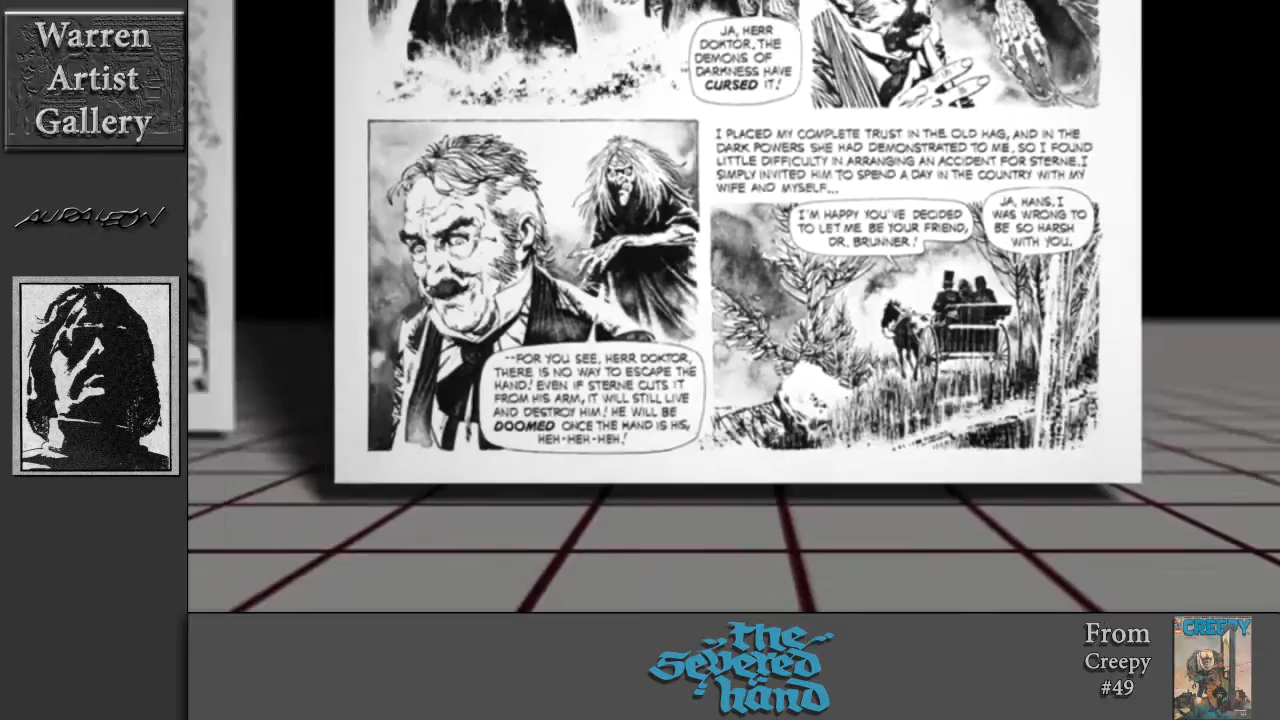 Warren
Artist
Gallery
AURALEON
JA, HERR
DOKTOR, THE
DEMONS OF
DARKNESS HAVE
CURSED IT!
I PLACED MY COMPLETE TRUST IN THE OLD HAG, AND IN THE
DARK POWERS SHE HAD DEMONSTRATED TO ME. SO I FOUND
LITTLE DIFFICULTY IN ARRANGING AN ACCIDENT FOR STERNE. I
SIMPLY INVITED HIM TO SPEND A DAY IN THE COUNTRY WITH MY
WIFE AND MYSELF...
I'M HAPPY YOU'VE DECIDED
TO LET ME BE YOUR FRIEND,
DR. BRUNNER!
JA, HANS. I
WAS WRONG TO
BE SO HARSH
WITH YOU.
--FOR YOU SEE, HERR DOKTOR,
THERE IS NO WAY TO ESCAPE THE
HAND! EVEN IF STERNE CUTS IT
FROM HIS ARM, IT WILL STILL LIVE
AND DESTROY HIM! HE WILL BE
DOOMED ONCE THE HAND IS HIS,
HEH-HEH-HEH!
the
severed
hand
From
Creepy
#49
CREEPY